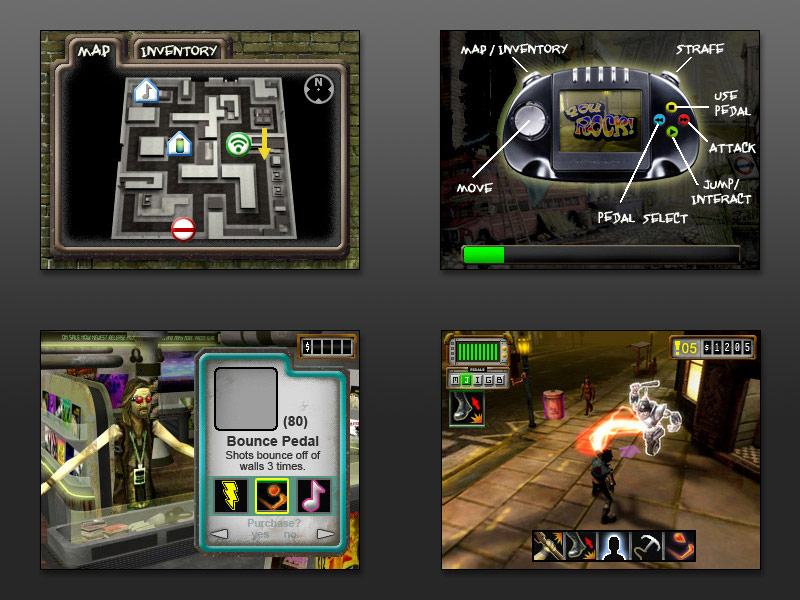 MAP
INVENTORY
N
MAP/INVENTORY
STRAFE
USE
PEDAL
YOU
ROCK!
ATTACK
MOVE
JUMP/
INTERACT
PEDAL SELECT
$
(80)
Bounce Pedal
Shots bounce off of
walls 3 times.
Purchase?
yes no
!05
$1205
PEDALS
M J I G B